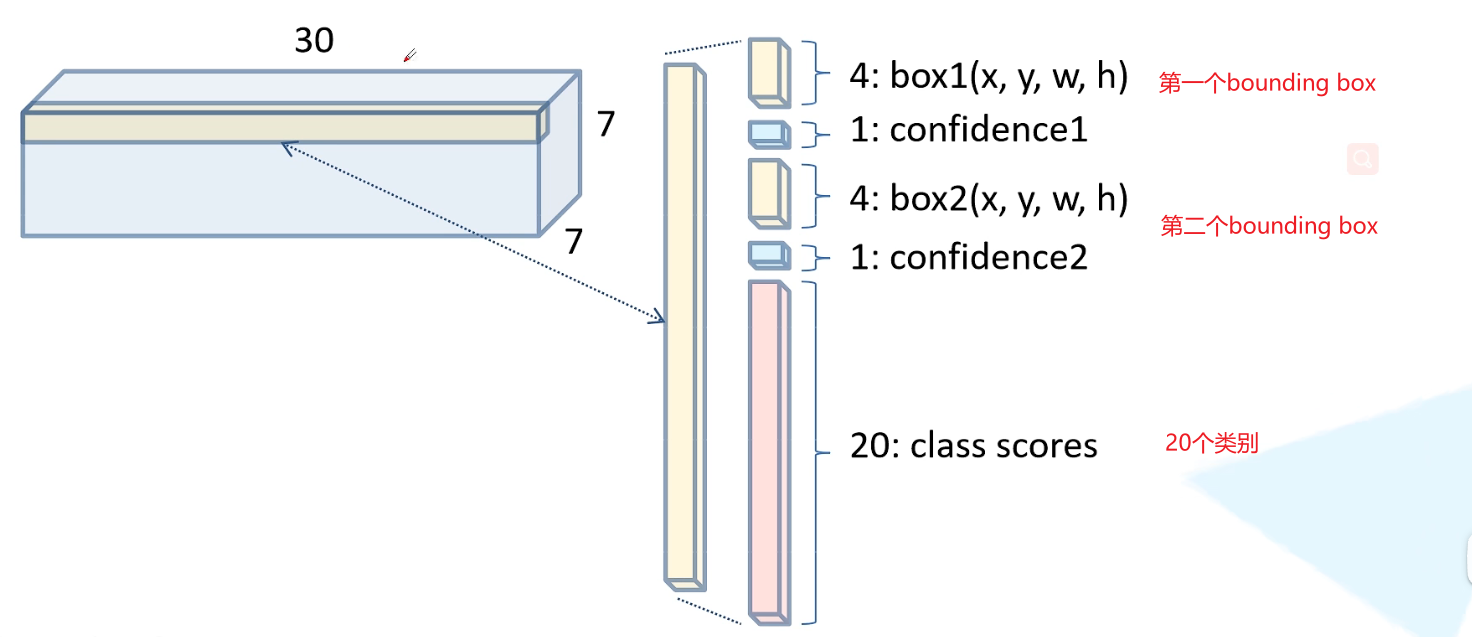 30
7
7
4: box1(x, y, w, h)
第一个bounding box
1: confidence1
4: box2(x, y, w, h)
第二个bounding box
1: confidence2
20: class scores
20个类别